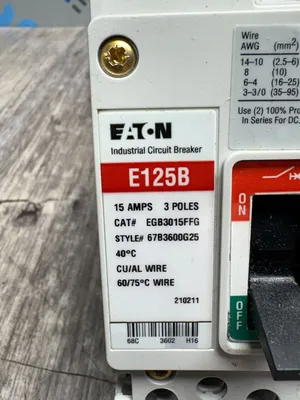 Wire
AWG (mm²)
14-10 (2.5-6)
8 (10)
6-4 (16-25)
3-3/0 (35-95)
Use (2) 100% Pro
In Series For DC.
EATON
Industrial Circuit Breaker
E125B
15 AMPS 3 POLES
CAT# EGB3015FFG
STYLE# 67B3600G25
40°C
CU/AL WIRE
60/75°C WIRE
210211
68C 3602 H16
ON
OFF